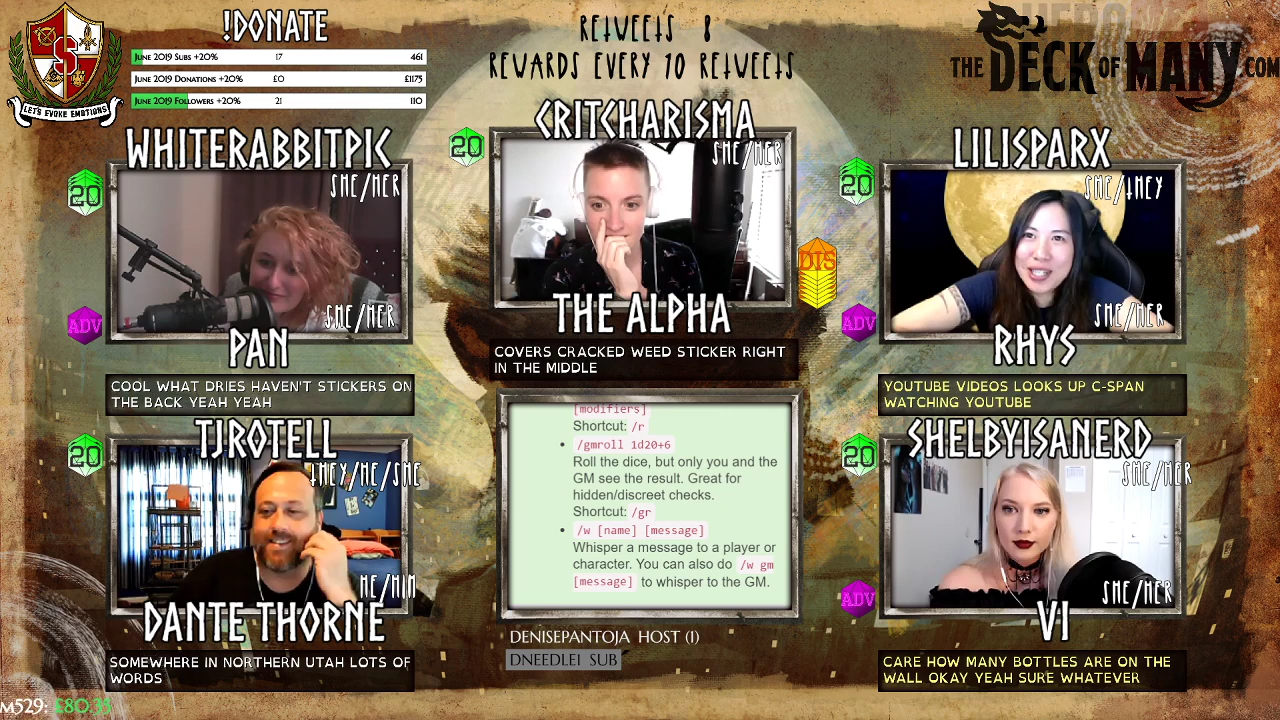 !DONATE
JUNE 2019 SUBS +20% 17 461
JUNE 2019 DONATIONS +20% £0 £1175
JUNE 2019 FOLLOWERS +20% 21 110
LET'S EVOKE EMOTIONS
RETWEETS 8
REWARDS EVERY 10 RETWEETS
THE DECK OF MANY.COM
WHITERABBITPIC
SHE/HER
20
ADV
SHE/HER
PAN
COOL WHAT DRIES HAVEN'T STICKERS ON
THE BACK YEAH YEAH
CRITCHARISMA
20
SHE/HER
DIS
THE ALPHA
COVERS CRACKED WEED STICKER RIGHT
IN THE MIDDLE
LILISPARX
20
SHE/THEY
ADV
SHE/HER
RHYS
YOUTUBE VIDEOS LOOKS UP C-SPAN
WATCHING YOUTUBE
TJROTELL
20
THEY/HE/SHE
HE/HIM
DANTE THORNE
SOMEWHERE IN NORTHERN UTAH LOTS OF
WORDS
[modifiers]
Shortcut: /r
• /gmroll 1d20+6
Roll the dice, but only you and the
GM see the result. Great for
hidden/discreet checks.
Shortcut: /gr
• /w [name] [message]
Whisper a message to a player or
character. You can also do /w gm
[message] to whisper to the GM.
DENISEPANTOJA HOST (1)
DNEEDLE1 SUB
SHELBYISANERD
20
SHE/HER
ADV
SHE/HER
VI
CARE HOW MANY BOTTLES ARE ON THE
WALL OKAY YEAH SURE WHATEVER
M529: £80.35